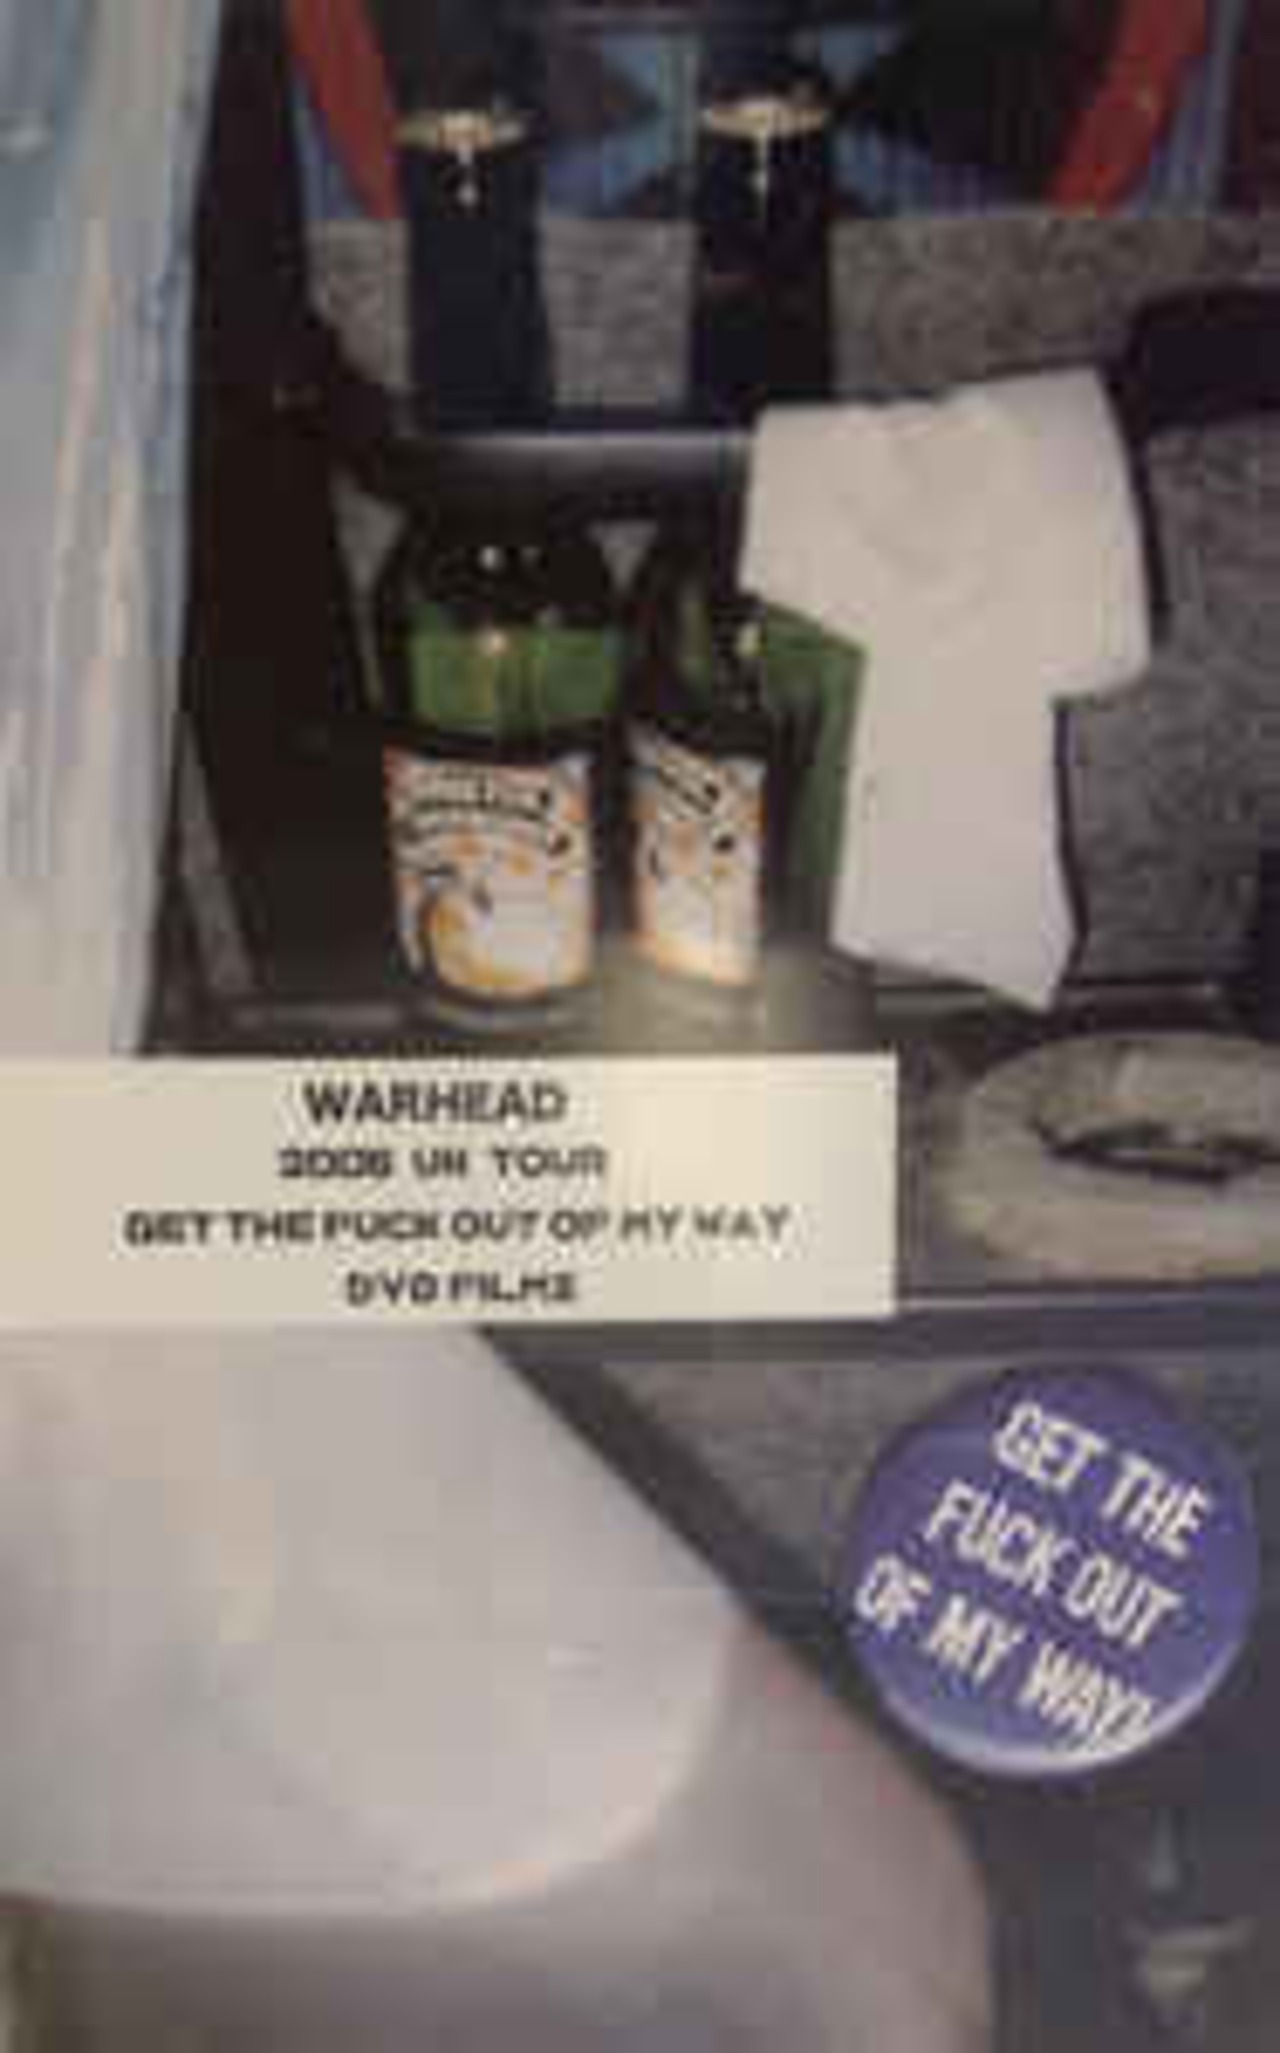 WARHEAD
2006 UK TOUR
GET THE FUCK OUT OF MY WAY
DVD FILMS
GET THE
FUCK OUT
OF MY WAY!